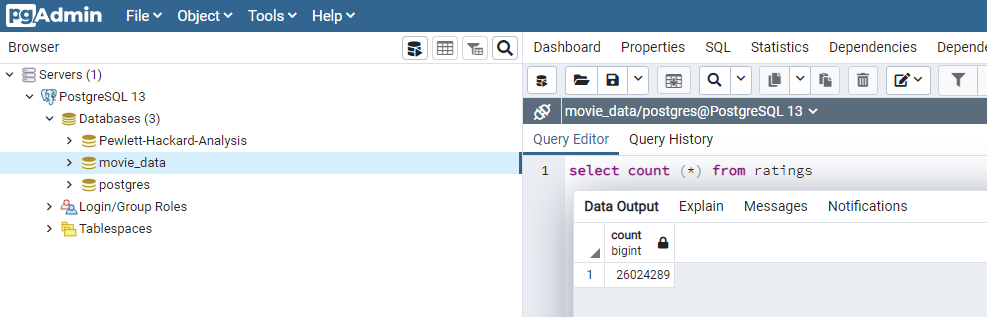 pgAdmin File Object Tools Help
Browser
Dashboard Properties SQL Statistics Dependencies Depende
Servers (1)
PostgreSQL 13
Databases (3)
Pewlett-Hackard-Analysis
movie_data
postgres
Login/Group Roles
Tablespaces
movie_data/postgres@PostgreSQL 13
Query Editor Query History
1 select count (*) from ratings
Data Output Explain Messages Notifications
count
bigint
1 26024289